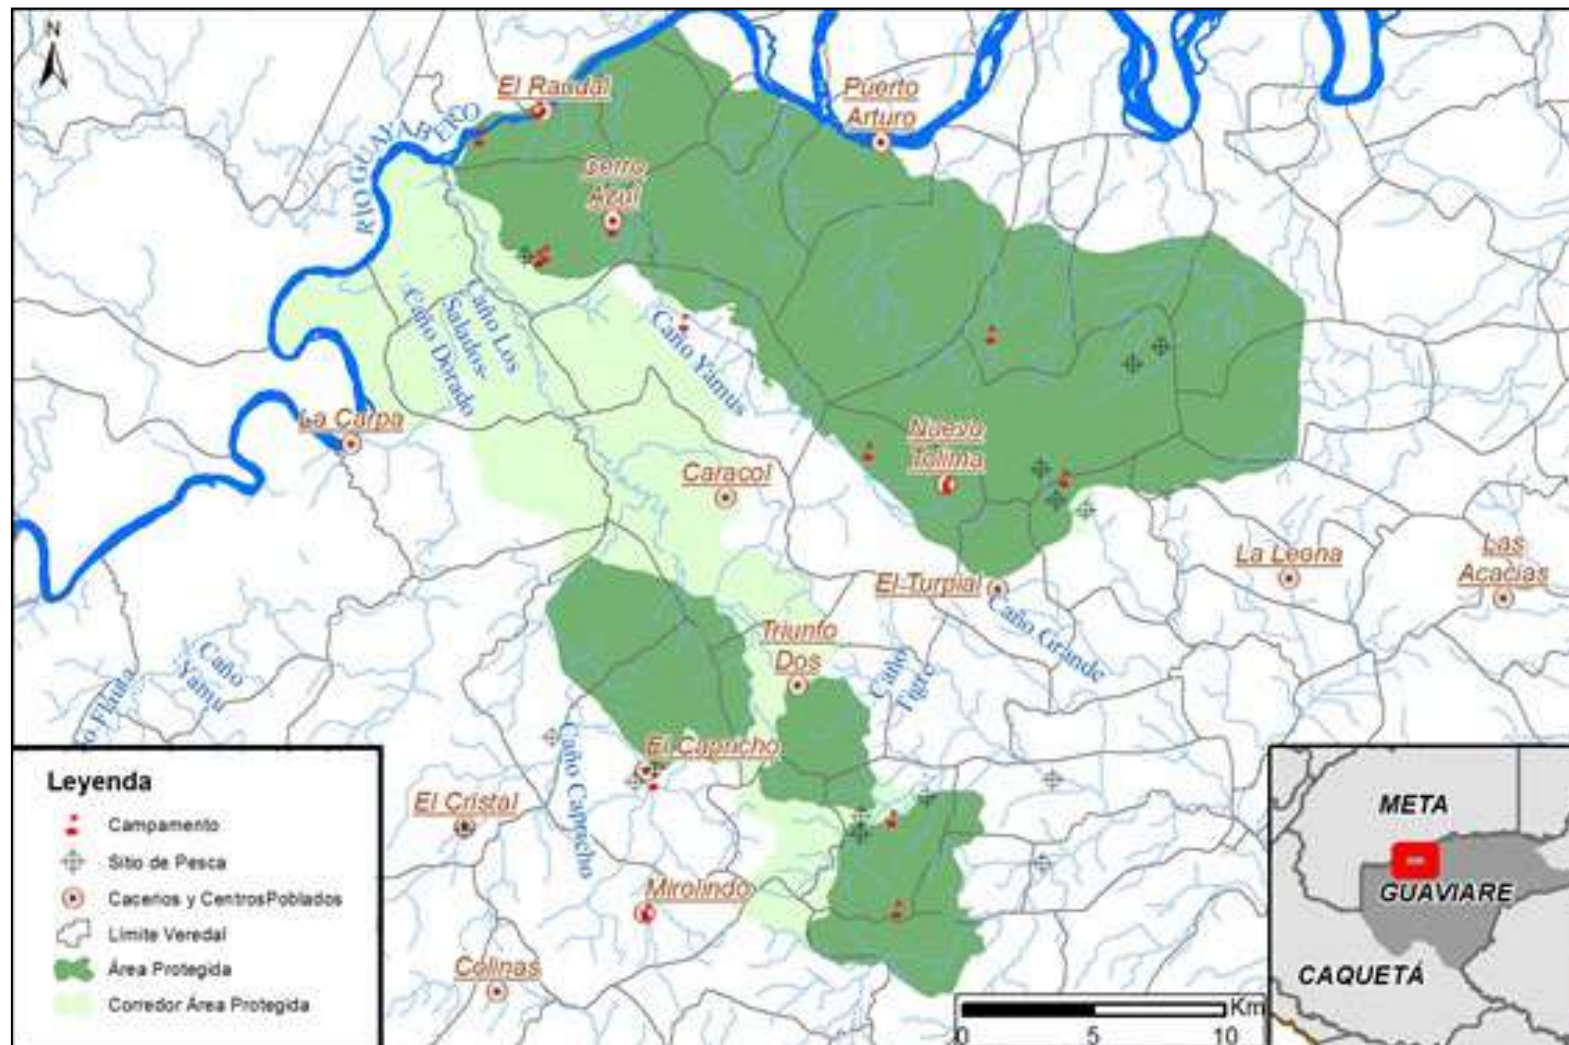 N
El Raudal
Puerto
Arturo
RIO GUAYABERO
Cerro
Azul
Caño Los
Salados-
Caño Dorado
Caño Yamus
La Carpa
Nuevo
Tolima
Caracol
La Leona
Las
Acacias
El Turpial
Caño Grande
Triunfo
Dos
Caño
Tigre
Caño
Yamu
Flauta
El Capricho
Caño Capricho
El Cristal
Mirolindo
Colinas
Leyenda
Campamento
Sitio de Pesca
Cacerios y CentrosPoblados
Límite Veredal
Área Protegida
Corredor Área Protegida
Km
0 5 10
META
GUAVIARE
CAQUETÁ